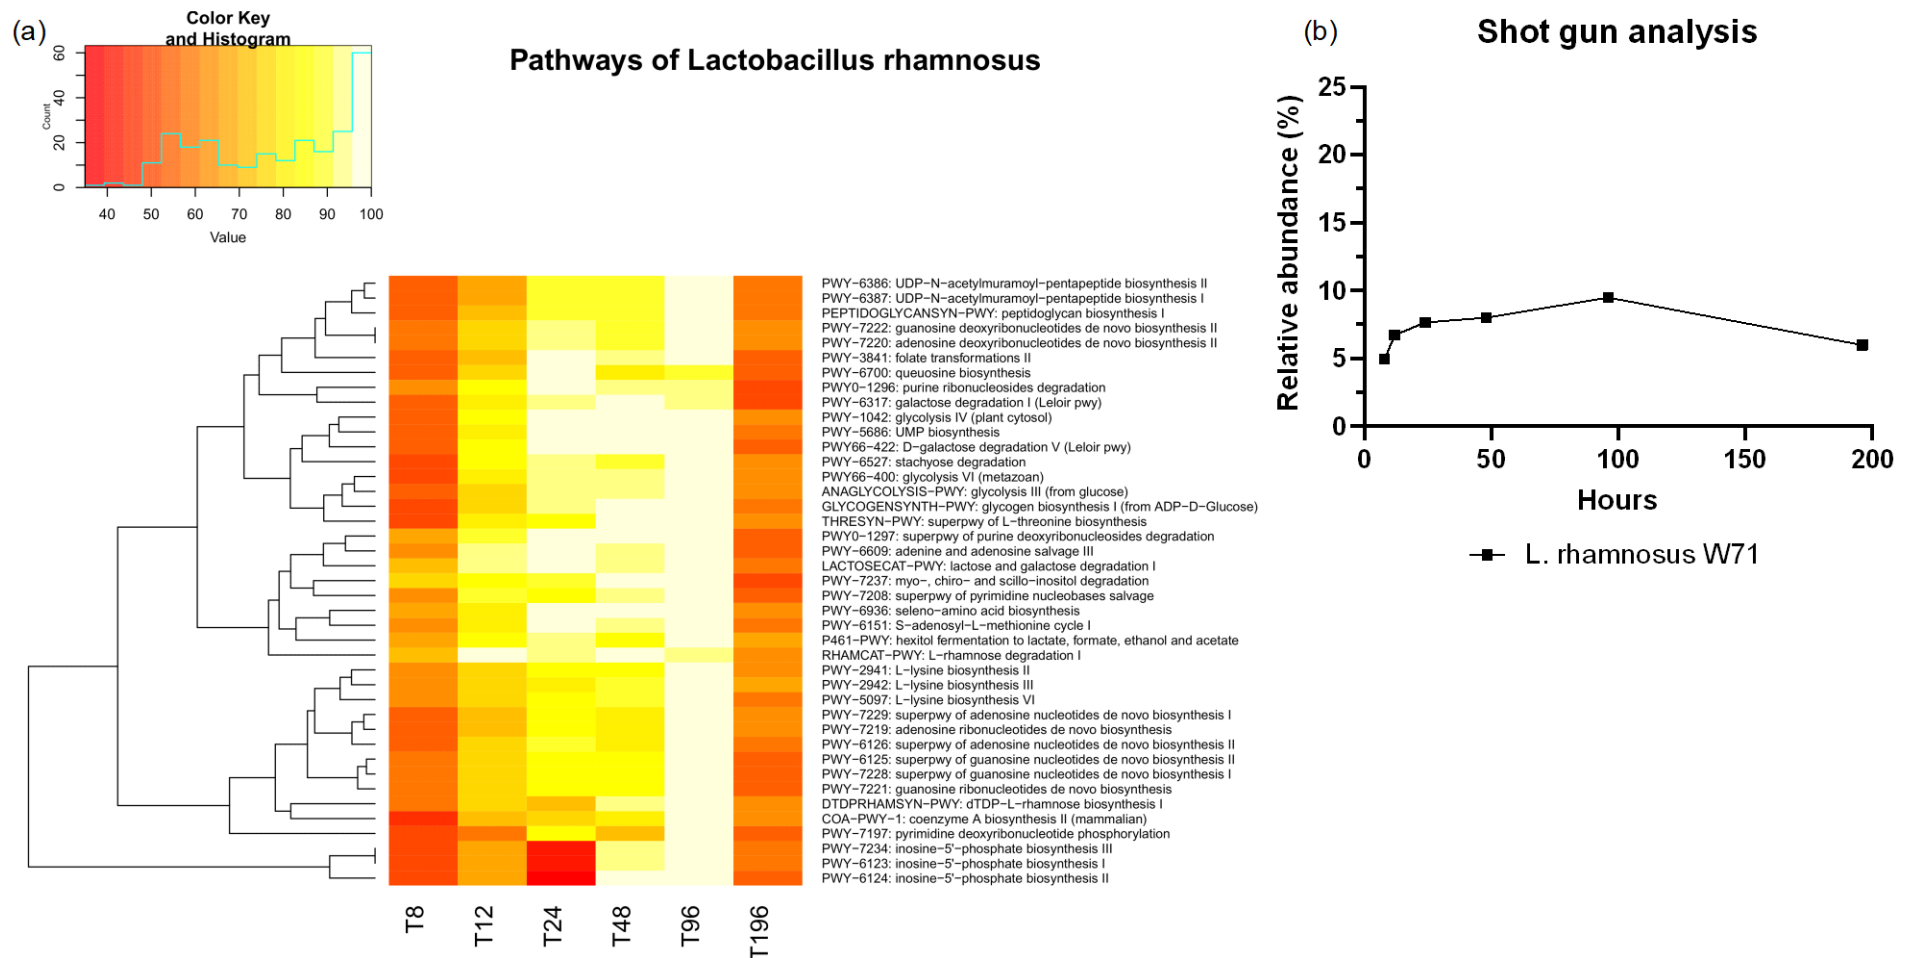 (a)
Color Key
and Histogram
Count
0
20
40
60
40 50 60 70 80 90 100
Value
Pathways of Lactobacillus rhamnosus
PWY−6386: UDP−N−acetylmuramoyl−pentapeptide biosynthesis II
PWY−6387: UDP−N−acetylmuramoyl−pentapeptide biosynthesis I
PEPTIDOGLYCANSYN−PWY: peptidoglycan biosynthesis I
PWY−7222: guanosine deoxyribonucleotides de novo biosynthesis II
PWY−7220: adenosine deoxyribonucleotides de novo biosynthesis II
PWY−3841: folate transformations II
PWY−6700: queuosine biosynthesis
PWY0−1296: purine ribonucleosides degradation
PWY−6317: galactose degradation I (Leloir pwy)
PWY−1042: glycolysis IV (plant cytosol)
PWY−5686: UMP biosynthesis
PWY66−422: D−galactose degradation V (Leloir pwy)
PWY−6527: stachyose degradation
PWY66−400: glycolysis VI (metazoan)
ANAGLYCOLYSIS−PWY: glycolysis III (from glucose)
GLYCOGENSYNTH−PWY: glycogen biosynthesis I (from ADP−D−Glucose)
THRESYN−PWY: superpwy of L−threonine biosynthesis
PWY0−1297: superpwy of purine deoxyribonucleosides degradation
PWY−6609: adenine and adenosine salvage III
LACTOSECAT−PWY: lactose and galactose degradation I
PWY−7237: myo−, chiro− and scillo−inositol degradation
PWY−7208: superpwy of pyrimidine nucleobases salvage
PWY−6936: seleno−amino acid biosynthesis
PWY−6151: S−adenosyl−L−methionine cycle I
P461−PWY: hexitol fermentation to lactate, formate, ethanol and acetate
RHAMCAT−PWY: L−rhamnose degradation I
PWY−2941: L−lysine biosynthesis II
PWY−2942: L−lysine biosynthesis III
PWY−5097: L−lysine biosynthesis VI
PWY−7229: superpwy of adenosine nucleotides de novo biosynthesis I
PWY−7219: adenosine ribonucleotides de novo biosynthesis
PWY−6126: superpwy of adenosine nucleotides de novo biosynthesis II
PWY−6125: superpwy of guanosine nucleotides de novo biosynthesis II
PWY−7228: superpwy of guanosine nucleotides de novo biosynthesis I
PWY−7221: guanosine ribonucleotides de novo biosynthesis
DTDPRHAMSYN−PWY: dTDP−L−rhamnose biosynthesis I
COA−PWY−1: coenzyme A biosynthesis II (mammalian)
PWY−7197: pyrimidine deoxyribonucleotide phosphorylation
PWY−7234: inosine−5'−phosphate biosynthesis III
PWY−6123: inosine−5'−phosphate biosynthesis I
PWY−6124: inosine−5'−phosphate biosynthesis II
T8 T12 T24 T48 T96 T196
(b)
Shot gun analysis
Relative abundance (%)
25
20
15
10
5
0
0 50 100 150 200
Hours
L. rhamnosus W71